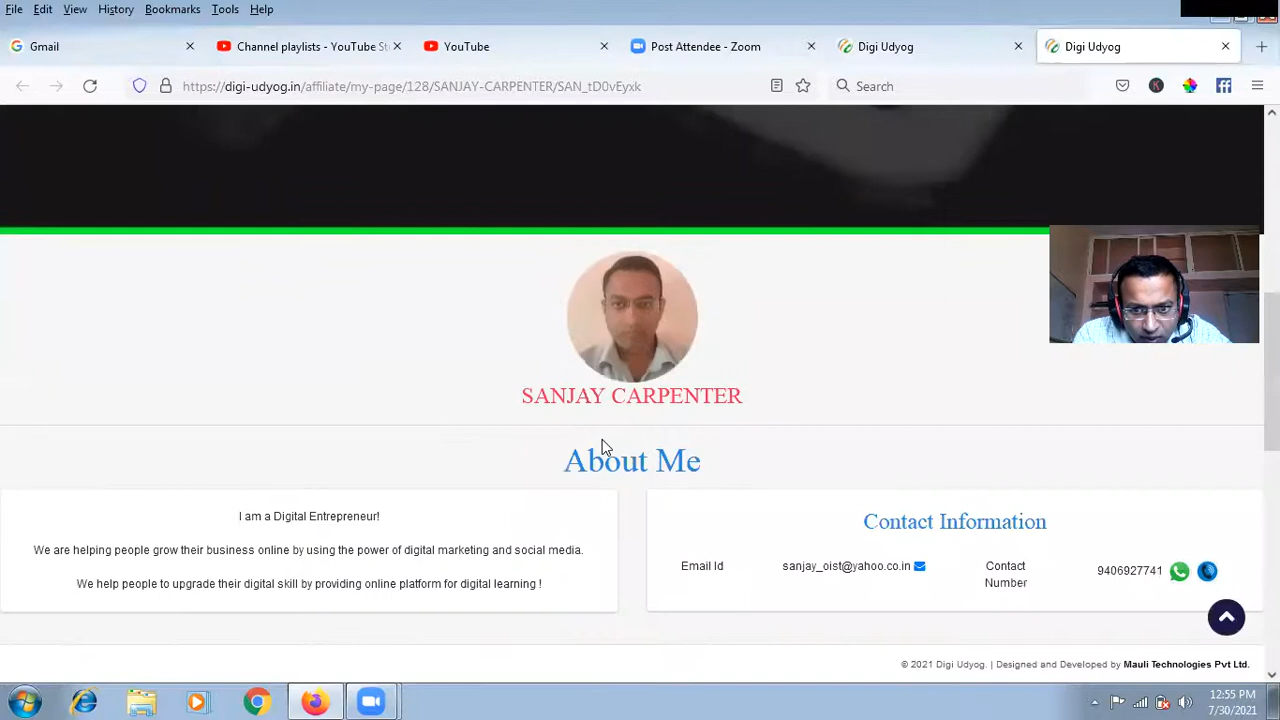 File Edit View History Bookmarks Tools Help
Gmail
Channel playlists - YouTube St
YouTube
Post Attendee - Zoom
Digi Udyog
Digi Udyog
https://digi-udyog.in/affiliate/my-page/128/SANJAY-CARPENTER/SAN_tD0vEyxk
Search
SANJAY CARPENTER
About Me
I am a Digital Entrepreneur!
We are helping people grow their business online by using the power of digital marketing and social media.
We help people to upgrade their digital skill by providing online platform for digital learning !
Contact Information
Email Id
sanjay_oist@yahoo.co.in
Contact
Number
9406927741
© 2021 Digi Udyog. | Designed and Developed by Mauli Technologies Pvt Ltd.
12:55 PM
7/30/2021